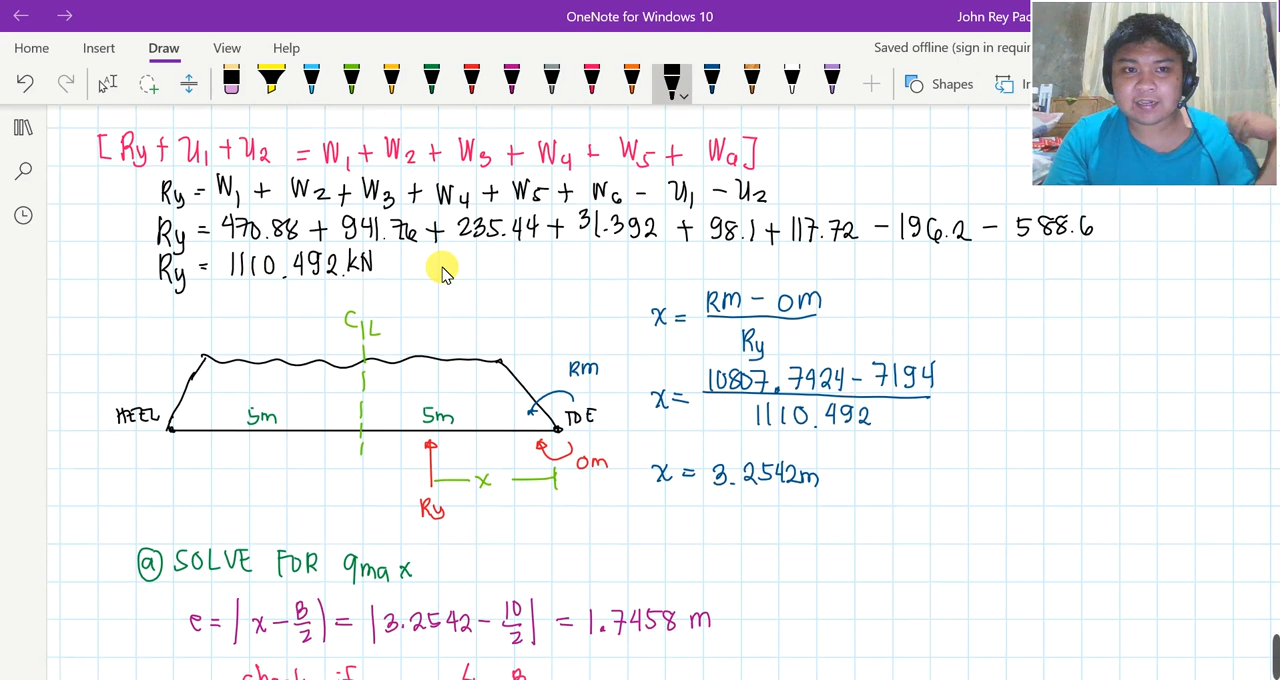 OneNote for Windows 10
John Rey Pad
Home Insert Draw View Help
Saved offline (sign in requir
Shapes
In
[Ry + U1 + U2 = W1 + W2 + W3 + W4 + W5 + W6]
Ry = W1 + W2 + W3 + W4 + W5 + W6 - U1 - U2
Ry = 470.88 + 941.76 + 235.44 + 31.392 + 98.1 + 117.72 - 196.2 - 588.6
Ry = 1110.492 kN
x = (RM - OM) / Ry
x = (10807.7424 - 7194) / 1110.492
x = 3.2542m
C|L
RM
HEEL
5m
5m
TOE
OM
x
Ry
(a) SOLVE FOR qmax
e = |x - B/2| = |3.2542 - 10/2| = 1.7458 m
check if